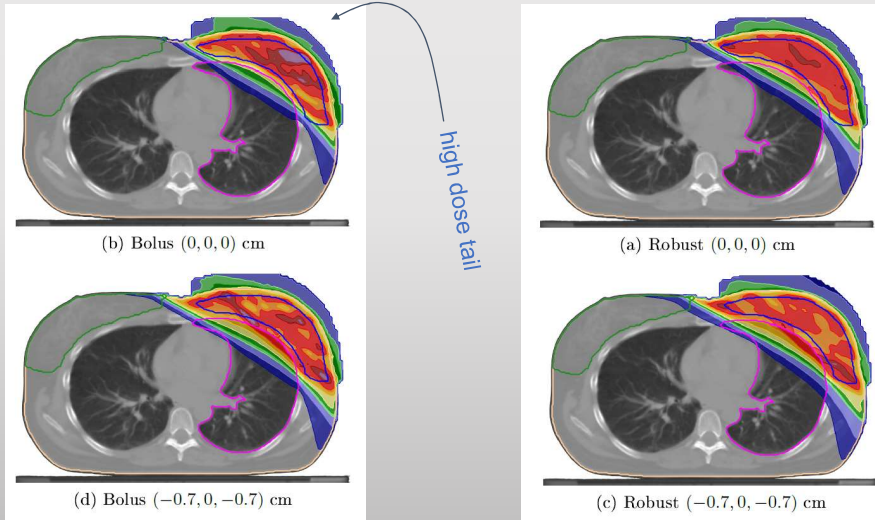 high dose tail
(b) Bolus (0, 0, 0) cm
(a) Robust (0, 0, 0) cm
(d) Bolus (−0.7, 0, −0.7) cm
(c) Robust (−0.7, 0, −0.7) cm